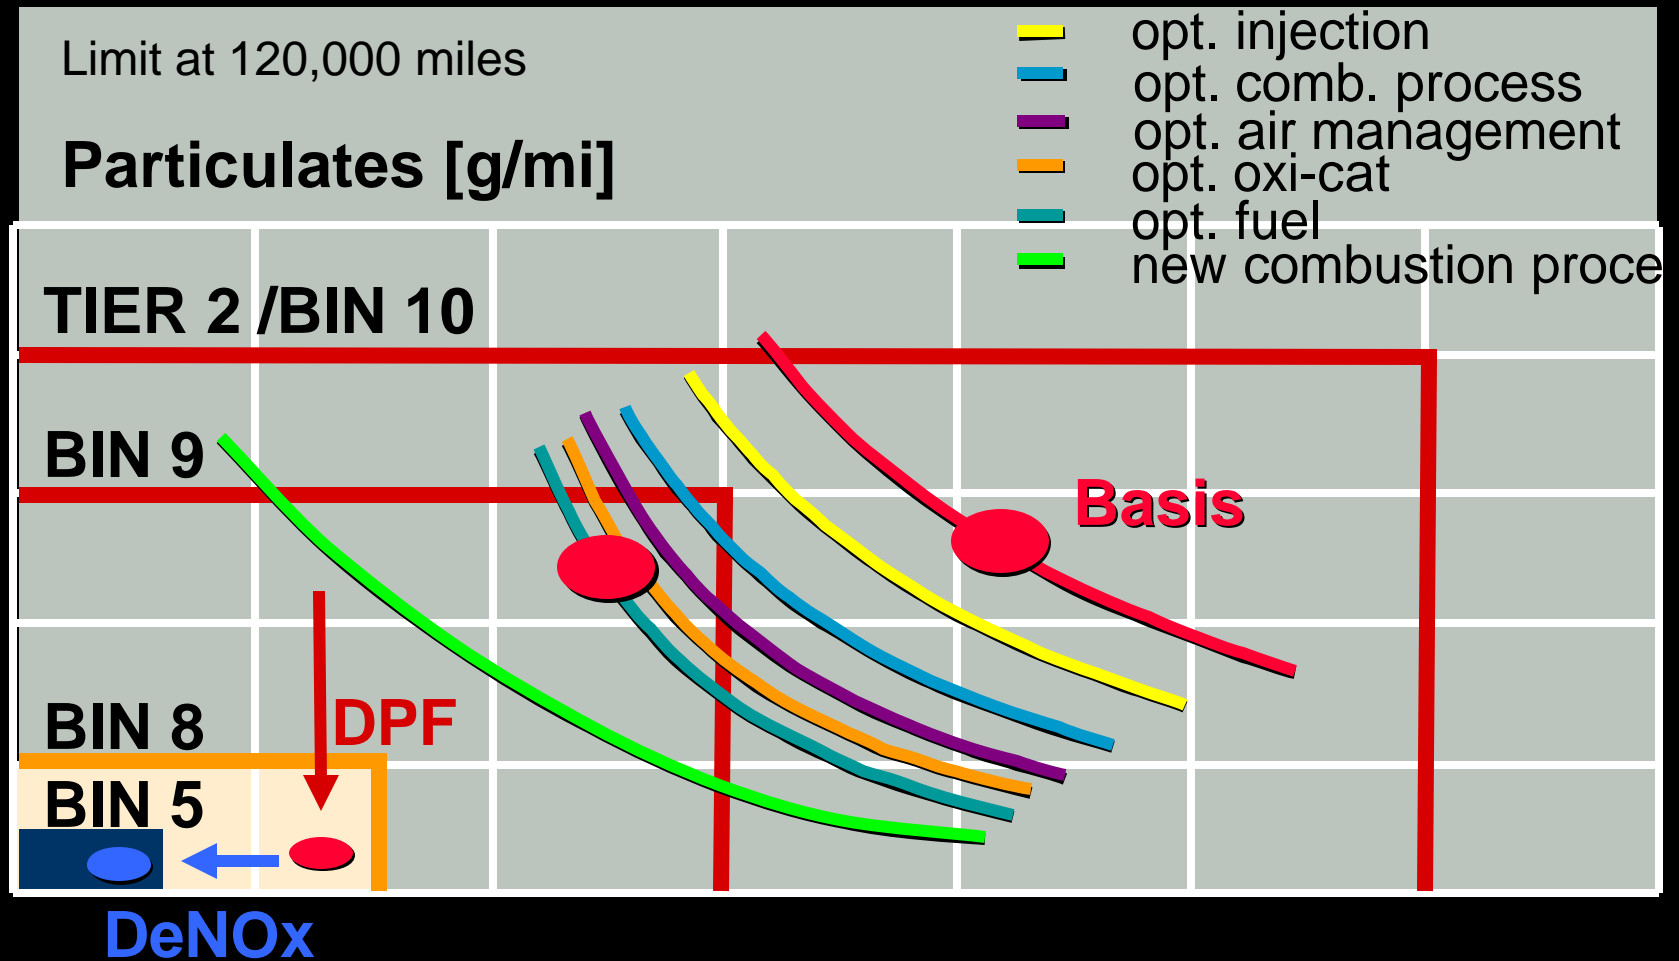 Limit at 120,000 miles
Particulates [g/mi]
opt. injection
opt. comb. process
opt. air management
opt. oxi-cat
opt. fuel
new combustion proce
TIER 2 /BIN 10
BIN 9
Basis
BIN 8
DPF
BIN 5
DeNOx